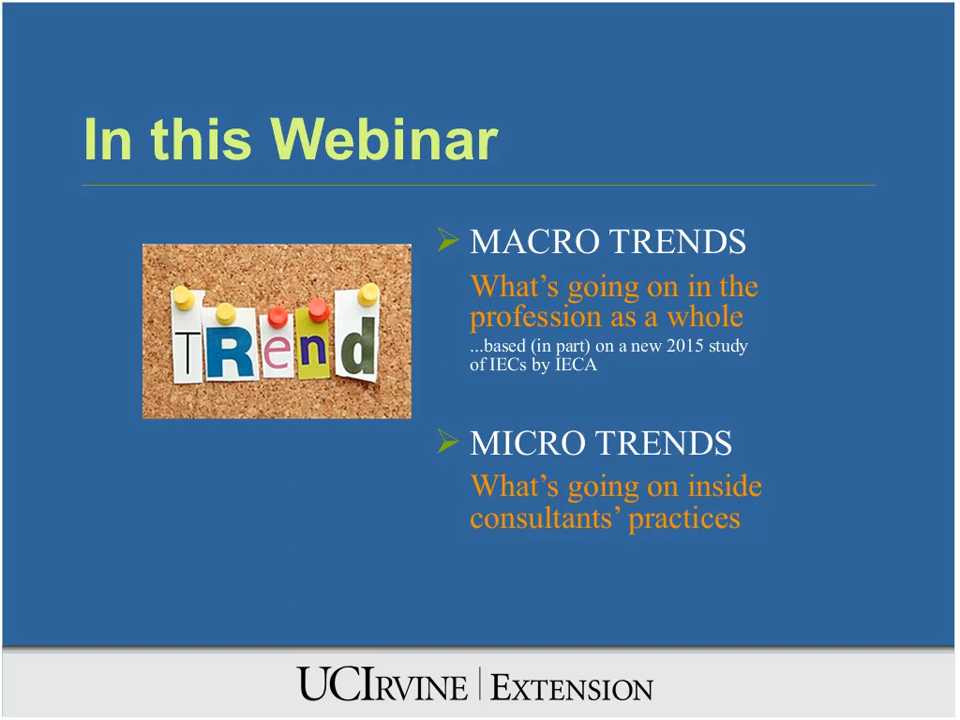 In this Webinar
TRend
MACRO TRENDS
What’s going on in the
profession as a whole
...based (in part) on a new 2015 study
of IECs by IECA
MICRO TRENDS
What’s going on inside
consultants’ practices
UCIRVINE | EXTENSION